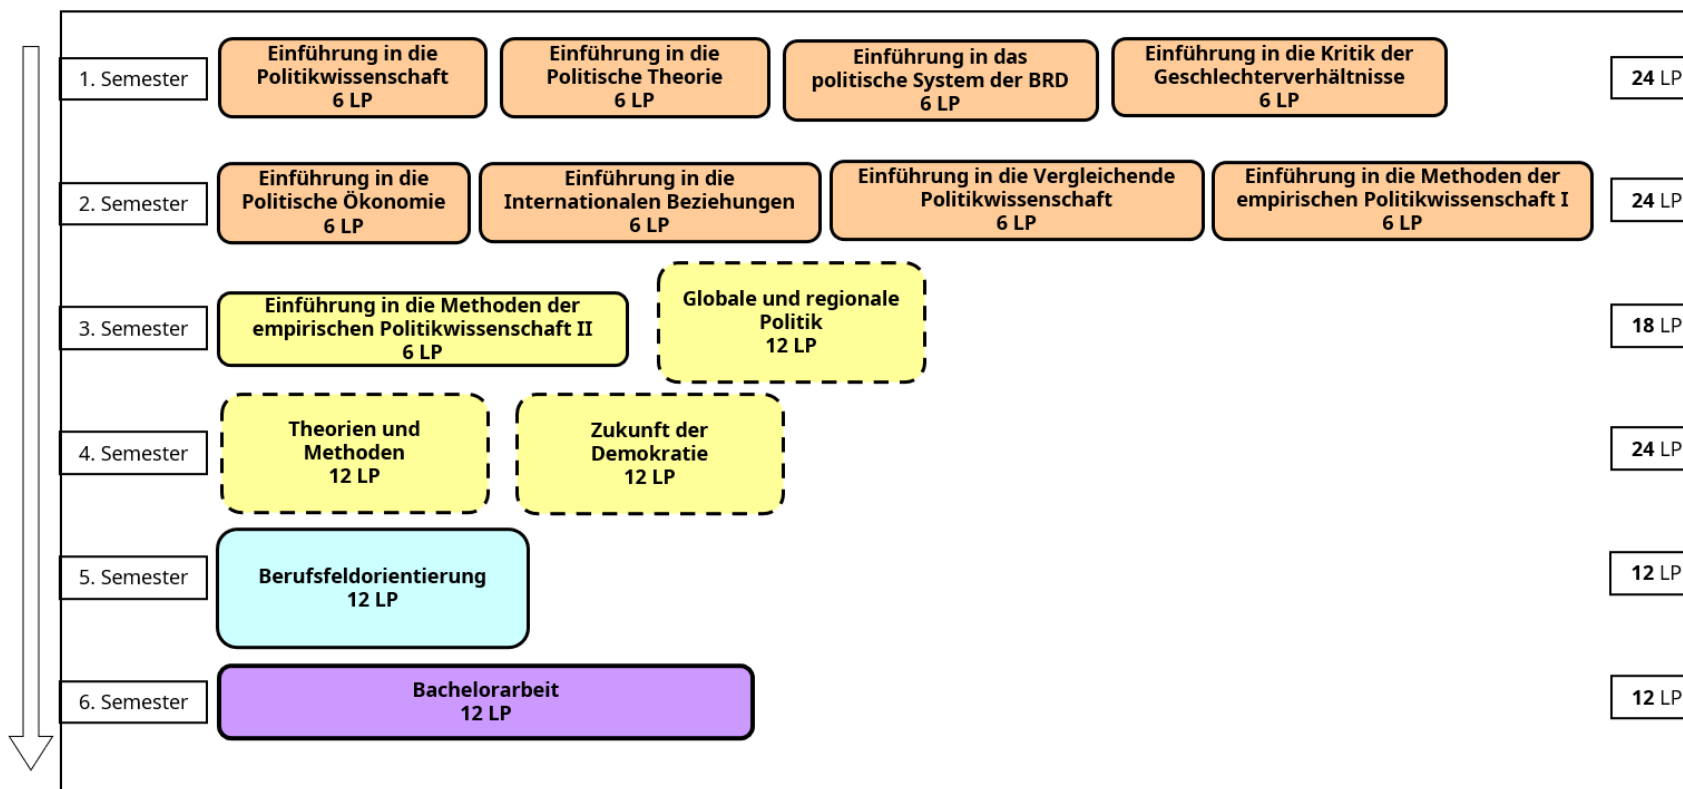 1. Semester
Einführung in die
Politikwissenschaft
6 LP
Einführung in die
Politische Theorie
6 LP
Einführung in das
politische System der BRD
6 LP
Einführung in die Kritik der
Geschlechterverhältnisse
6 LP
24 LP
2. Semester
Einführung in die
Politische Ökonomie
6 LP
Einführung in die
Internationalen Beziehungen
6 LP
Einführung in die Vergleichende
Politikwissenschaft
6 LP
Einführung in die Methoden der
empirischen Politikwissenschaft I
6 LP
24 LP
3. Semester
Einführung in die Methoden der
empirischen Politikwissenschaft II
6 LP
Globale und regionale
Politik
12 LP
18 LP
4. Semester
Theorien und
Methoden
12 LP
Zukunft der
Demokratie
12 LP
24 LP
5. Semester
Berufsfeldorientierung
12 LP
12 LP
6. Semester
Bachelorarbeit
12 LP
12 LP